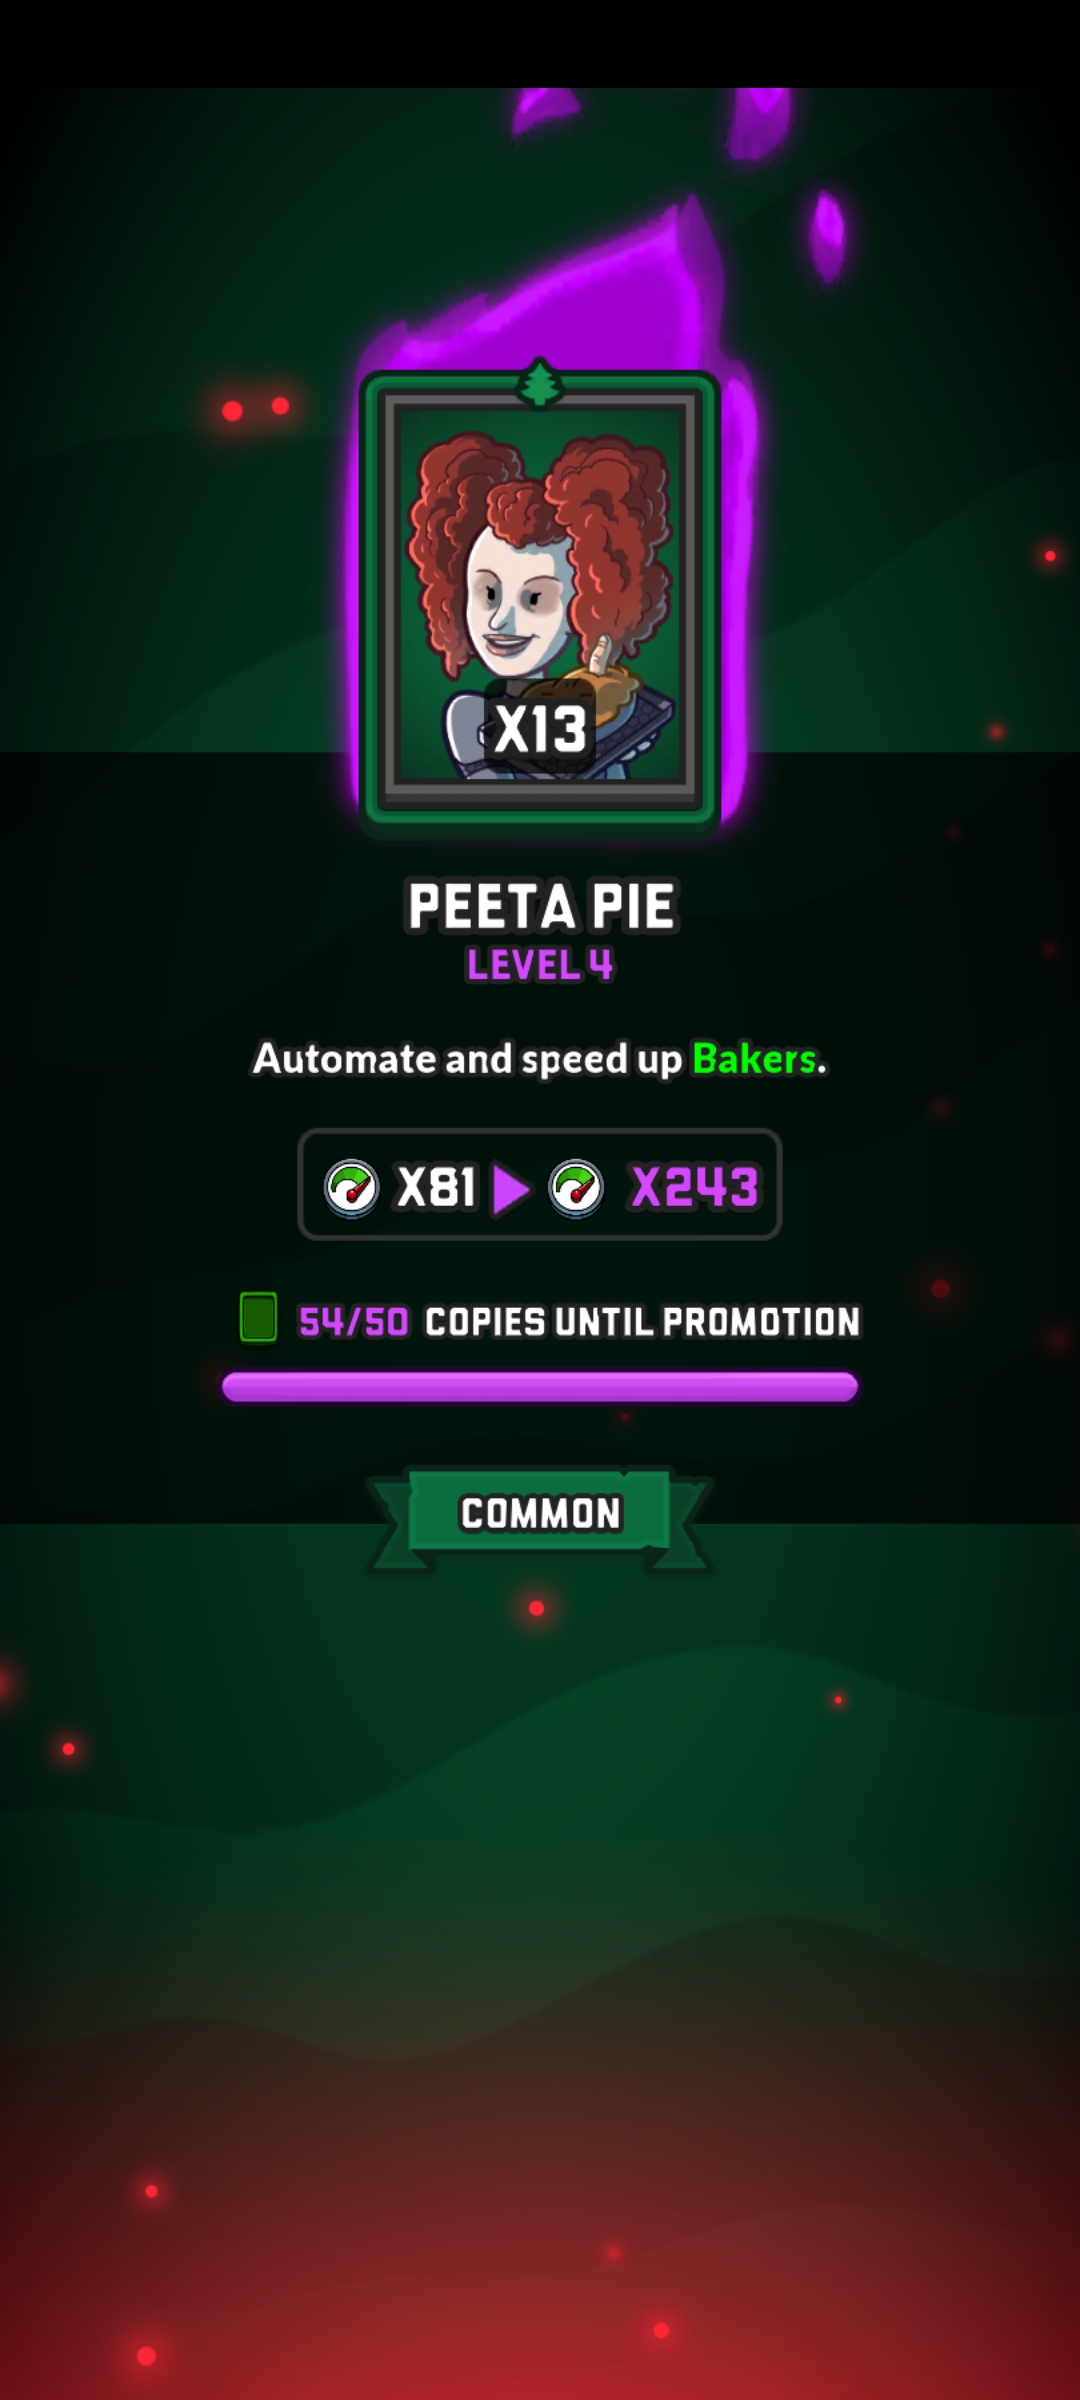 X13
PEETA PIE
LEVEL 4
Automate and speed up Bakers.
X81 X243
54/50 COPIES UNTIL PROMOTION
COMMON